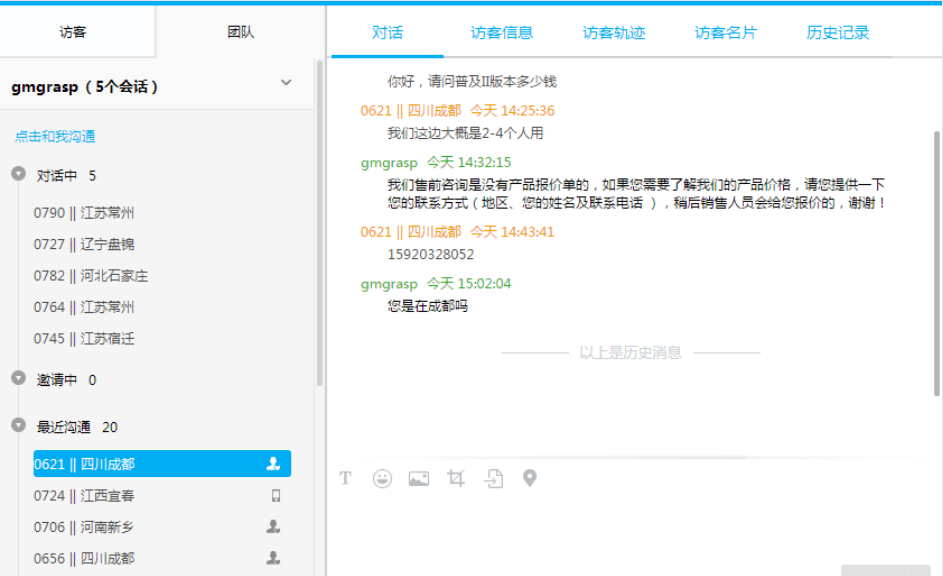 访客
团队
gmgrasp（5个会话）
点击和我沟通
对话中 5
0790 || 江苏常州
0727 || 辽宁盘锦
0782 || 河北石家庄
0764 || 江苏常州
0745 || 江苏宿迁
邀请中 0
最近沟通 20
0621 || 四川成都
0724 || 江西宜春
0706 || 河南新乡
0656 || 四川成都
对话
访客信息
访客轨迹
访客名片
历史记录
你好，请问普及II版本多少钱
0621 || 四川成都 今天 14:25:36
我们这边大概是2-4个人用
gmgrasp 今天 14:32:15
我们售前咨询是没有产品报价单的，如果您需要了解我们的产品价格，请您提供一下
您的联系方式（地区、您的姓名及联系电话 ），稍后销售人员会给您报价的，谢谢！
0621 || 四川成都 今天 14:43:41
15920328052
gmgrasp 今天 15:02:04
您是在成都吗
以上是历史消息
T